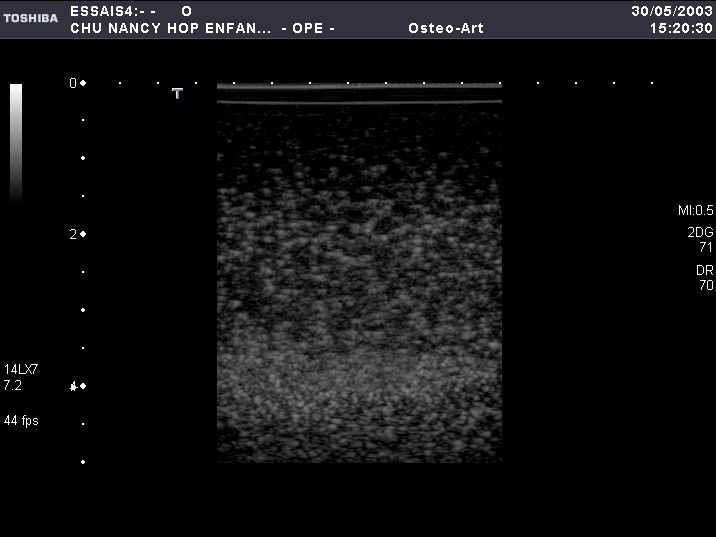 TOSHIBA
ESSAIS4:- - O
30/05/2003
CHU NANCY HOP ENFAN... - OPE -
Osteo-Art
15:20:30
0
T
MI:0.5
2
2DG
71
DR
70
14LX7
7.2
4
44 fps